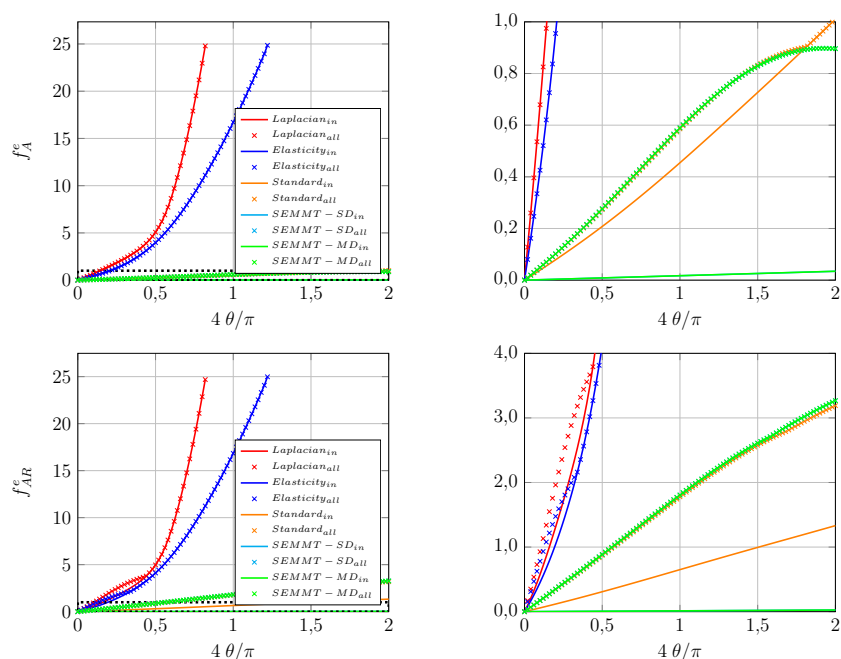 25
20
15
10
5
0
f_A^e
0 0,5 1 1,5 2
4 θ/π
Laplacian_in
Laplacian_all
Elasticity_in
Elasticity_all
Standard_in
Standard_all
SEMMT − SD_in
SEMMT − SD_all
SEMMT − MD_in
SEMMT − MD_all
1,0
0,8
0,6
0,4
0,2
0,0
0 0,5 1 1,5 2
4 θ/π
25
20
15
10
5
0
f_AR^e
0 0,5 1 1,5 2
4 θ/π
Laplacian_in
Laplacian_all
Elasticity_in
Elasticity_all
Standard_in
Standard_all
SEMMT − SD_in
SEMMT − SD_all
SEMMT − MD_in
SEMMT − MD_all
4,0
3,0
2,0
1,0
0,0
0 0,5 1 1,5 2
4 θ/π